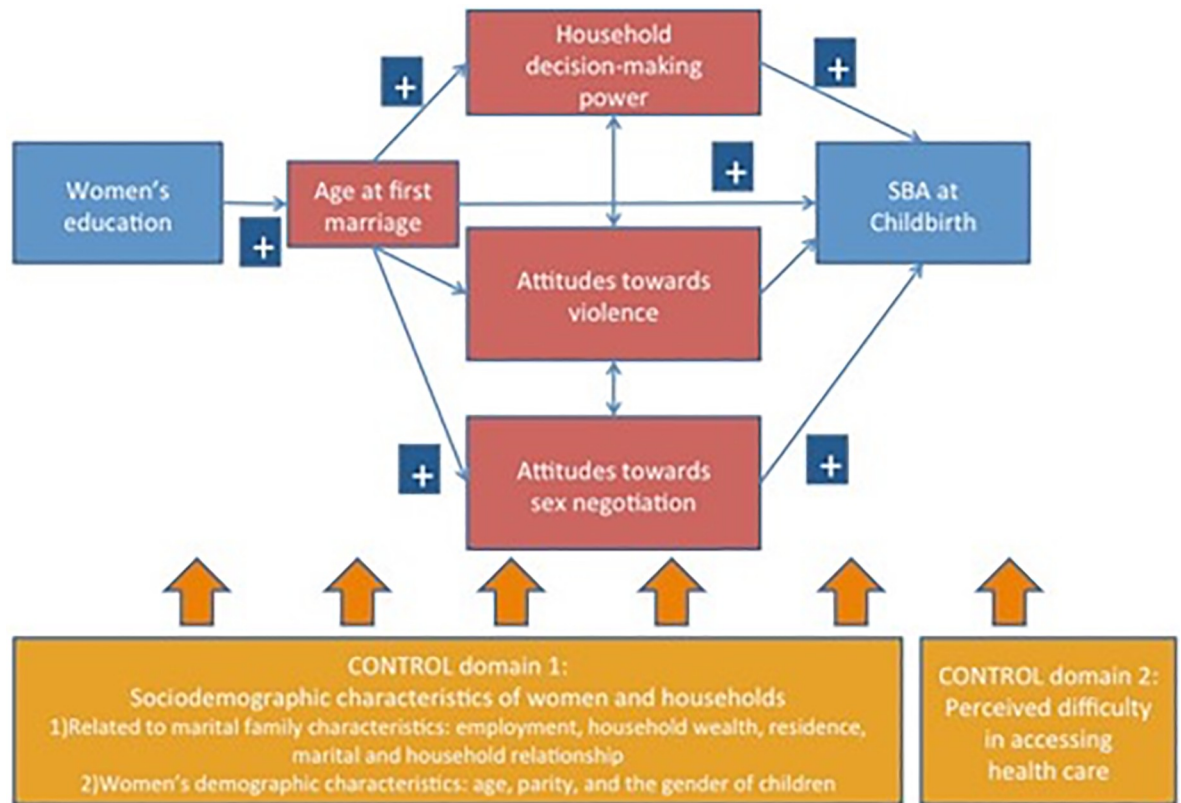 Household
decision-making
power
+
+
Women's
education
+
Age at first
marriage
+
SBA at
Childbirth
Attitudes towards
violence
+
Attitudes towards
sex negotiation
+
CONTROL domain 1:
Sociodemographic characteristics of women and households
1)Related to marital family characteristics: employment, household wealth, residence,
marital and household relationship
2)Women's demographic characteristics: age, parity, and the gender of children
CONTROL domain 2:
Perceived difficulty
in accessing
health care